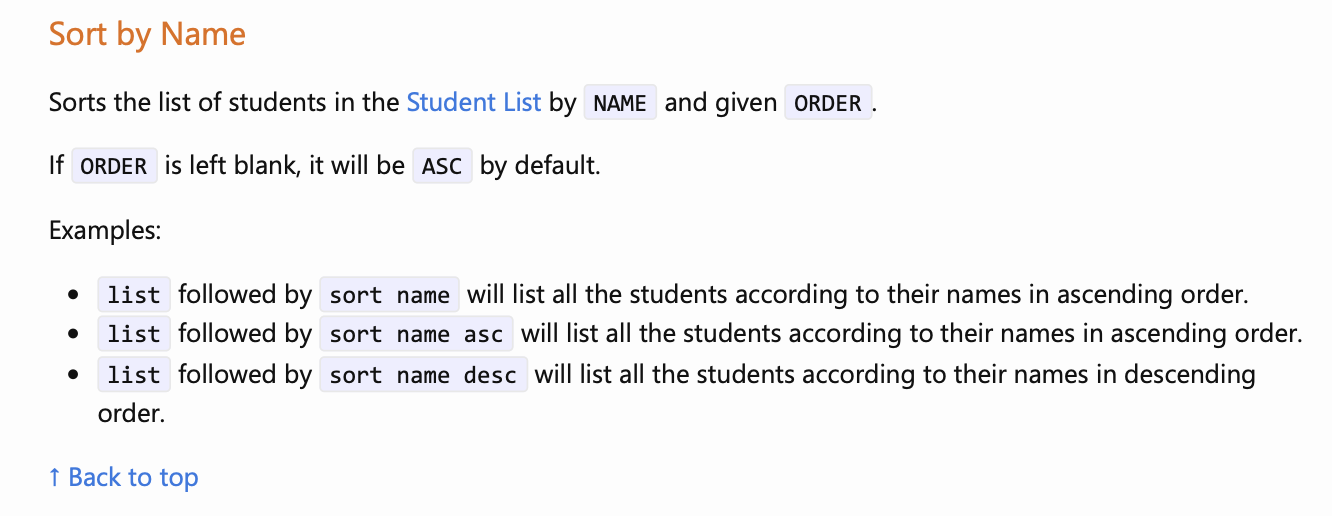 Sort by Name
Sorts the list of students in the Student List by NAME and given ORDER.
If ORDER is left blank, it will be ASC by default.
Examples:
• list followed by sort name will list all the students according to their names in ascending order.
• list followed by sort name asc will list all the students according to their names in ascending order.
• list followed by sort name desc will list all the students according to their names in descending
order.
↑ Back to top